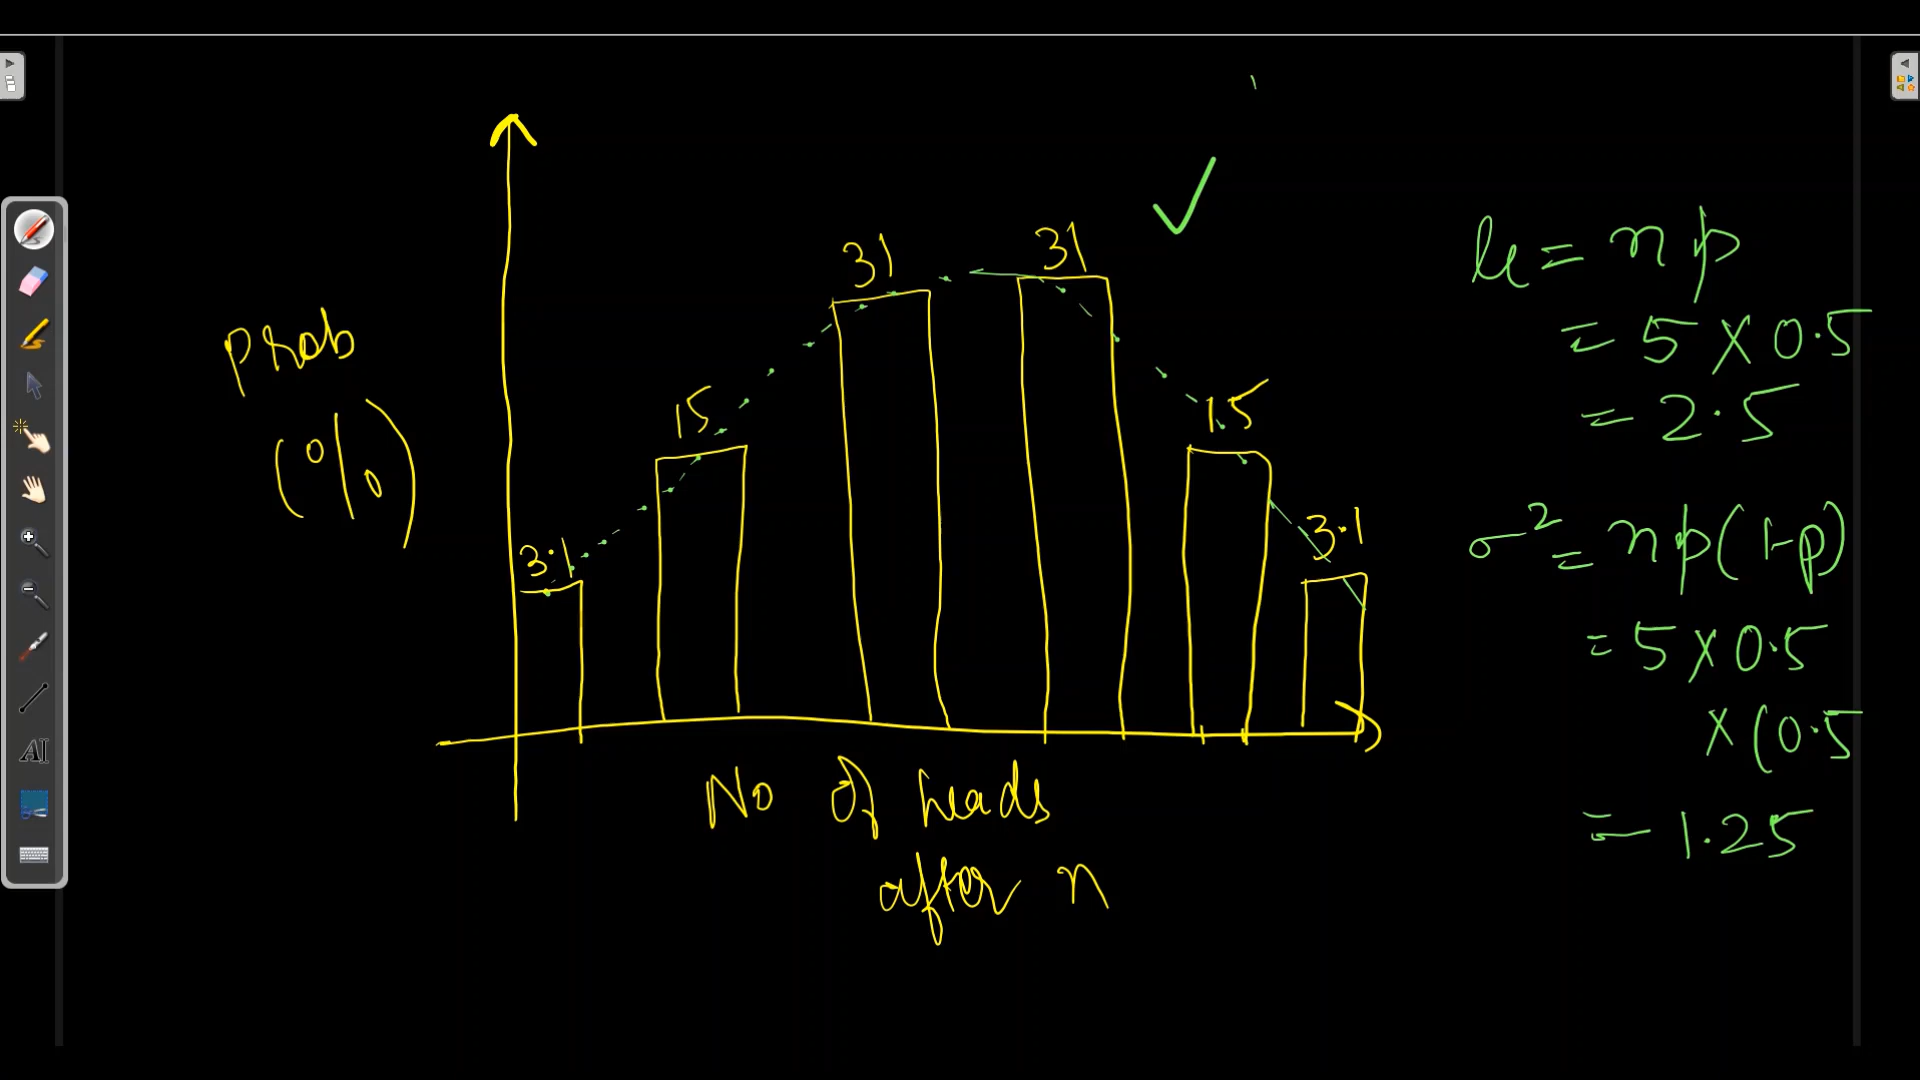 31
31
15
15
3.1
3.1
Prob
(%)
No of heads
after n
μ = np
= 5 x 0.5
= 2.5
σ² = np(1-p)
= 5 x 0.5
x (0.5
= 1.25
AI